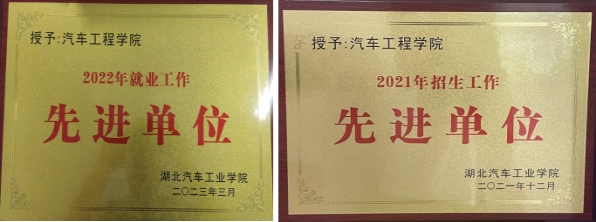 授予:汽车工程学院
2022年就业工作
先进单位
湖北汽车工业学院
二〇二三年三月
授予:汽车工程学院
2021年招生工作
先进单位
湖北汽车工业学院
二〇二一年十二月